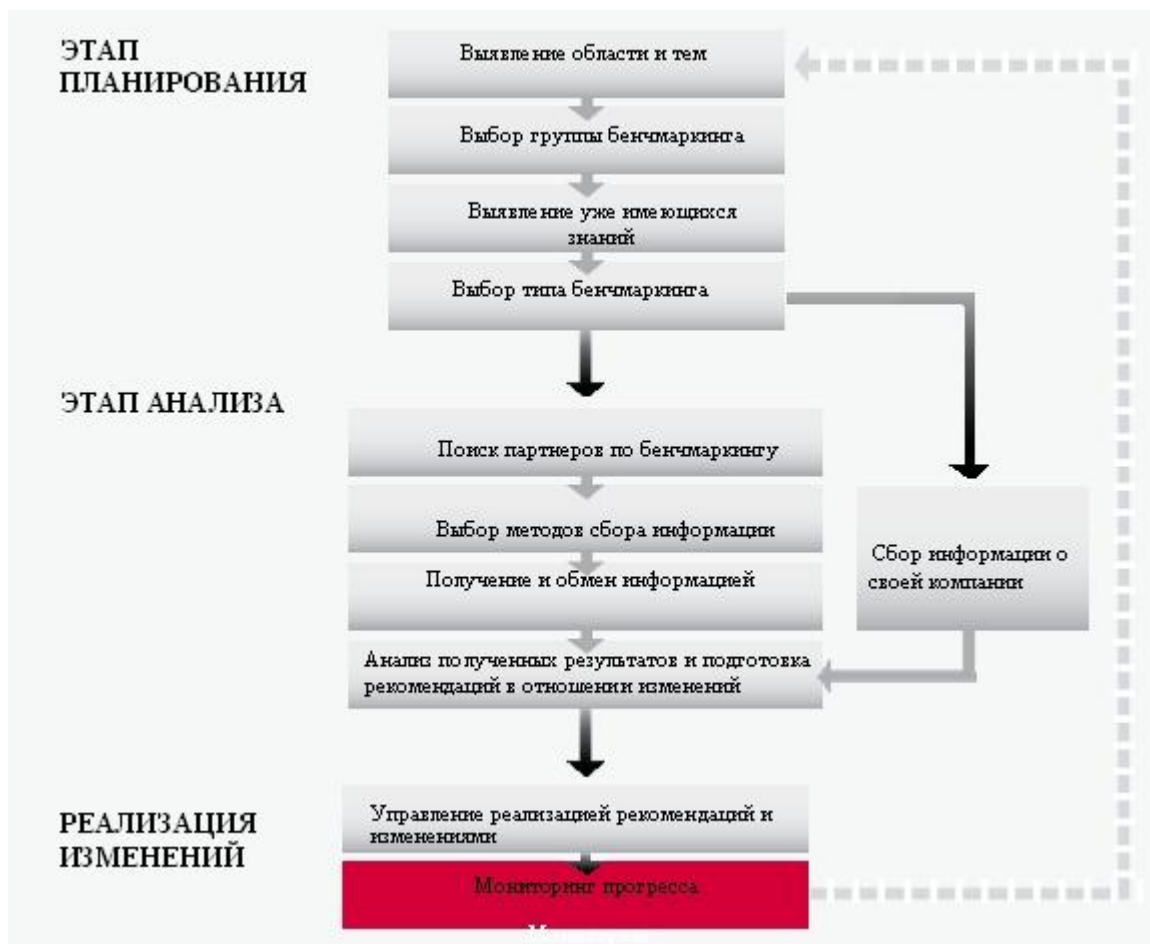 ЭТАП
ПЛАНИРОВАНИЯ
Выявление области и тем
Выбор группы бенчмаркинга
Выявление уже имеющихся
знаний
Выбор типа бенчмаркинга
ЭТАП АНАЛИЗА
Поиск партнеров по бенчмаркингу
Выбор методов сбора информации
Получение и обмен информацией
Анализ полученных результатов и подготовка
рекомендаций в отношении изменений
Сбор информации о
своей компании
РЕАЛИЗАЦИЯ
ИЗМЕНЕНИЙ
Управление реализацией рекомендаций и
изменениями
Мониторинг прогресса